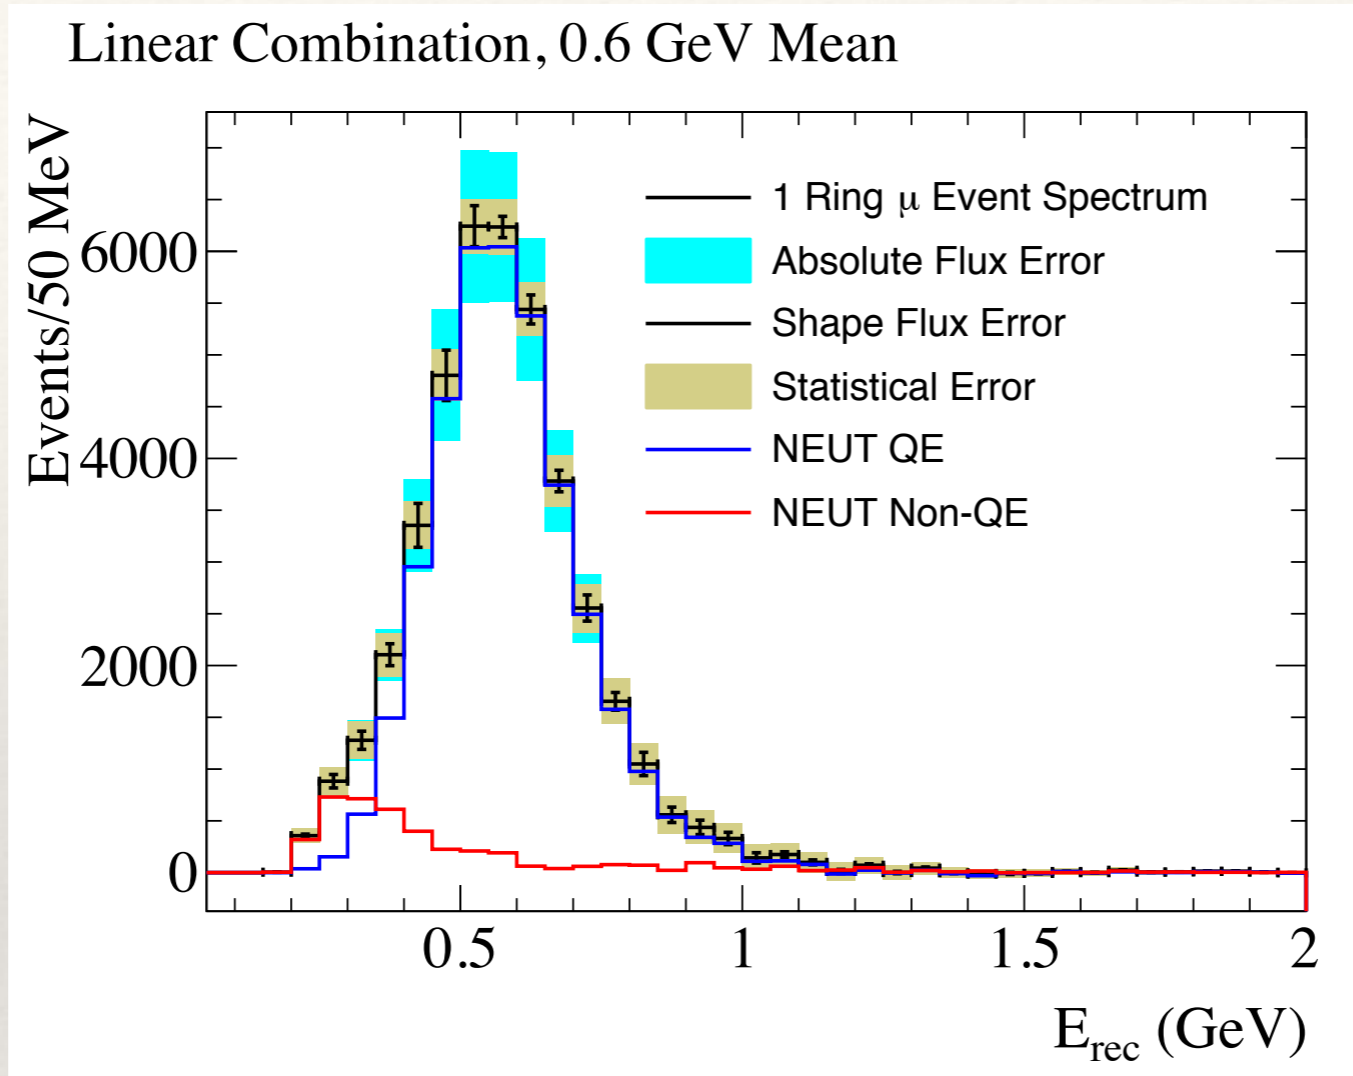 Linear Combination, 0.6 GeV Mean
Events/50 MeV
6000
4000
2000
0
1 Ring μ Event Spectrum
Absolute Flux Error
Shape Flux Error
Statistical Error
NEUT QE
NEUT Non-QE
0.5 1 1.5 2
E_rec (GeV)